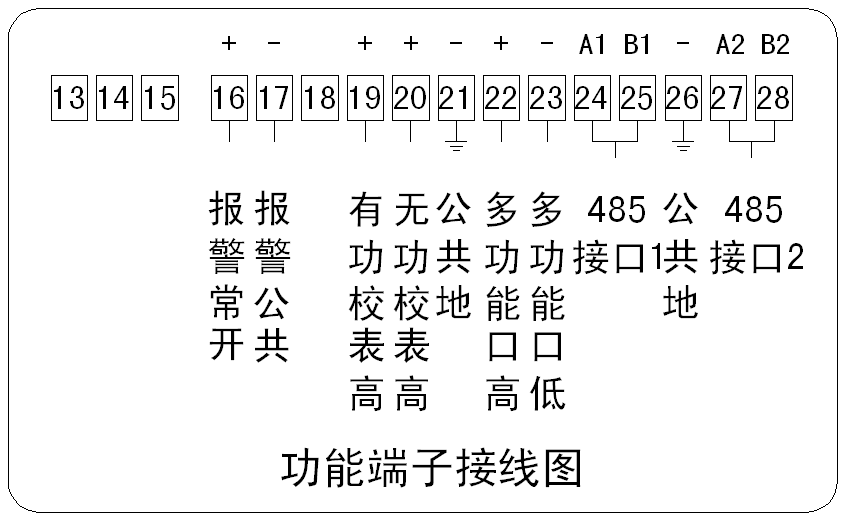 + - + + - + - A1 B1 - A2 B2
13 14 15 16 17 18 19 20 21 22 23 24 25 26 27 28
报警常开
报警公共
有功校表高
无功校表高
公共地
多功能口高
多功能口低
485
接口1
公共地
485
接口2
功能端子接线图